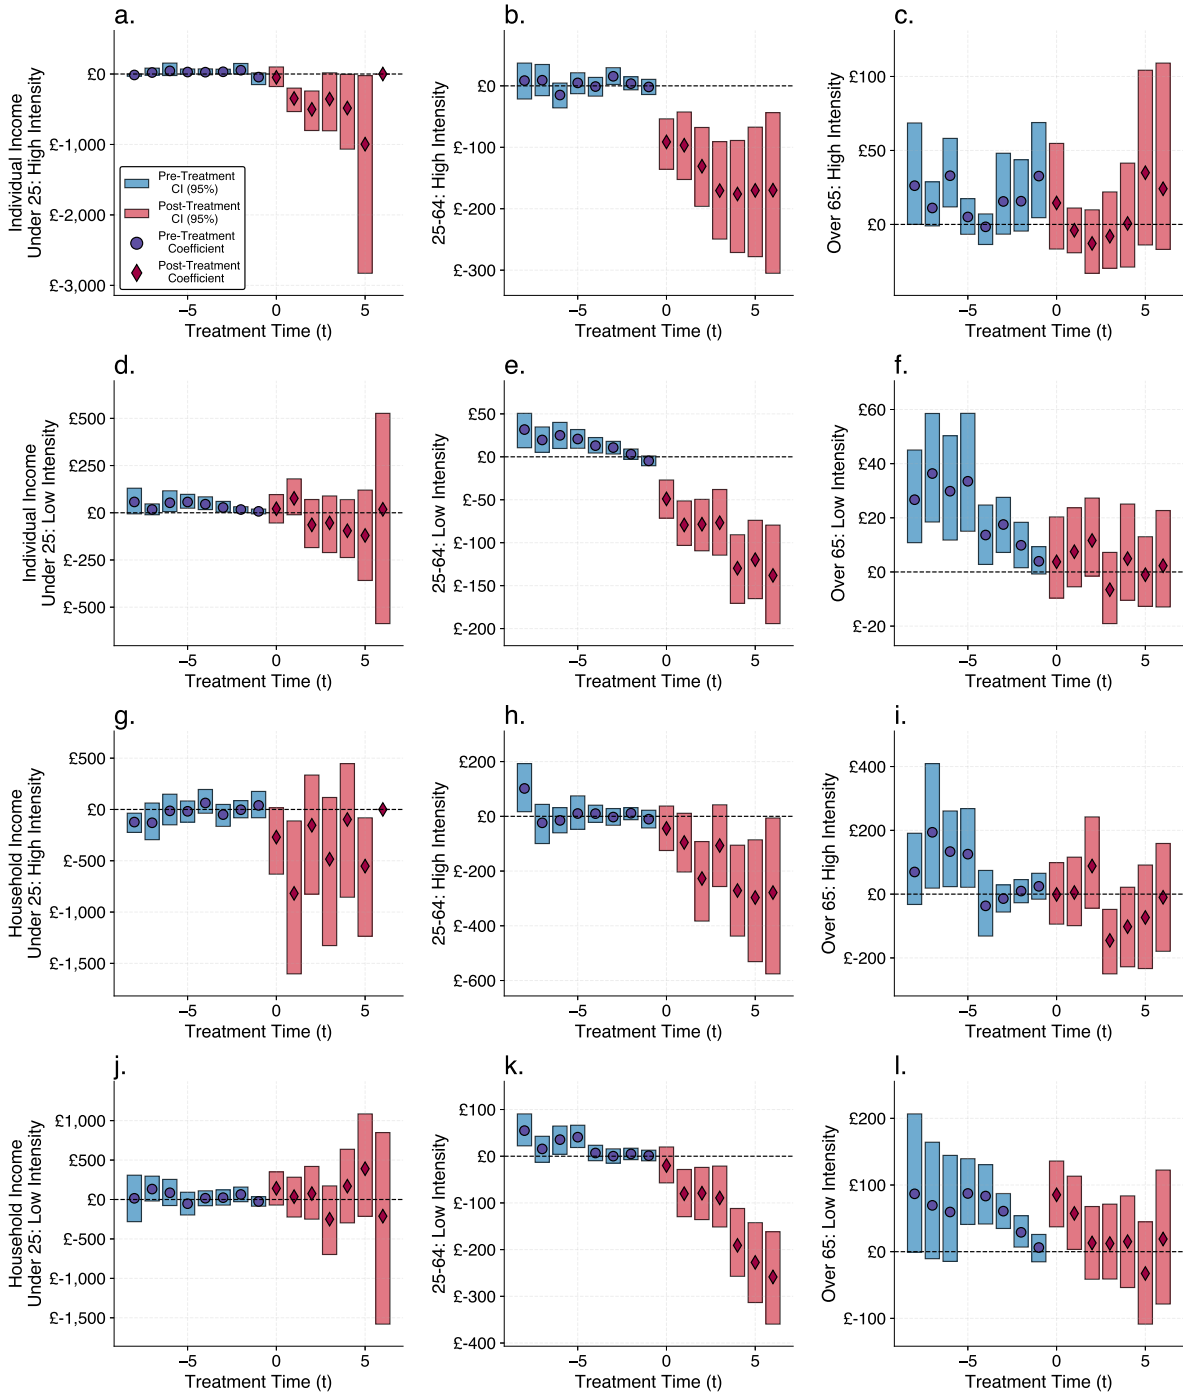 a.
Individual Income
Under 25: High Intensity
£0
£-1,000
£-2,000
£-3,000
Pre-Treatment
CI (95%)
Post-Treatment
CI (95%)
Pre-Treatment
Coefficient
Post-Treatment
Coefficient
−5 0 5
Treatment Time (t)
b.
25-64: High Intensity
£0
£-100
£-200
£-300
−5 0 5
Treatment Time (t)
c.
Over 65: High Intensity
£100
£50
£0
−5 0 5
Treatment Time (t)
d.
Individual Income
Under 25: Low Intensity
£500
£250
£0
£-250
£-500
−5 0 5
Treatment Time (t)
e.
25-64: Low Intensity
£50
£0
£-50
£-100
£-150
£-200
−5 0 5
Treatment Time (t)
f.
Over 65: Low Intensity
£60
£40
£20
£0
£-20
−5 0 5
Treatment Time (t)
g.
Household Income
Under 25: High Intensity
£500
£0
£-500
£-1,000
£-1,500
−5 0 5
Treatment Time (t)
h.
25-64: High Intensity
£200
£0
£-200
£-400
£-600
−5 0 5
Treatment Time (t)
i.
Over 65: High Intensity
£400
£200
£0
£-200
−5 0 5
Treatment Time (t)
j.
Household Income
Under 25: Low Intensity
£1,000
£500
£0
£-500
£-1,000
£-1,500
−5 0 5
Treatment Time (t)
k.
25-64: Low Intensity
£100
£0
£-100
£-200
£-300
£-400
−5 0 5
Treatment Time (t)
l.
Over 65: Low Intensity
£200
£100
£0
£-100
−5 0 5
Treatment Time (t)